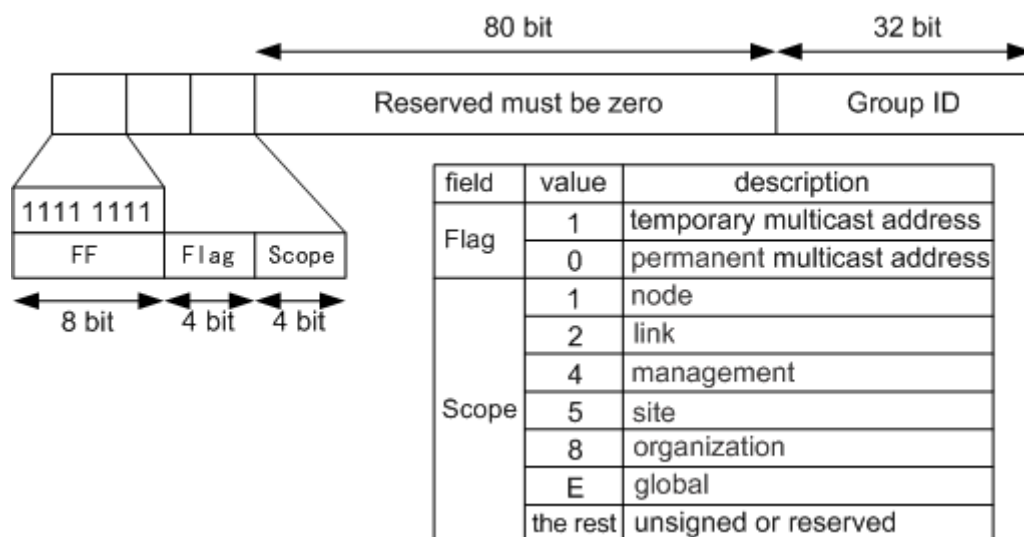 80 bit 32 bit
Reserved must be zero Group ID
1111 1111
FF Flag Scope
8 bit 4 bit 4 bit
field value description
Flag 1 temporary multicast address
0 permanent multicast address
Scope 1 node
2 link
4 management
5 site
8 organization
E global
the rest unsigned or reserved